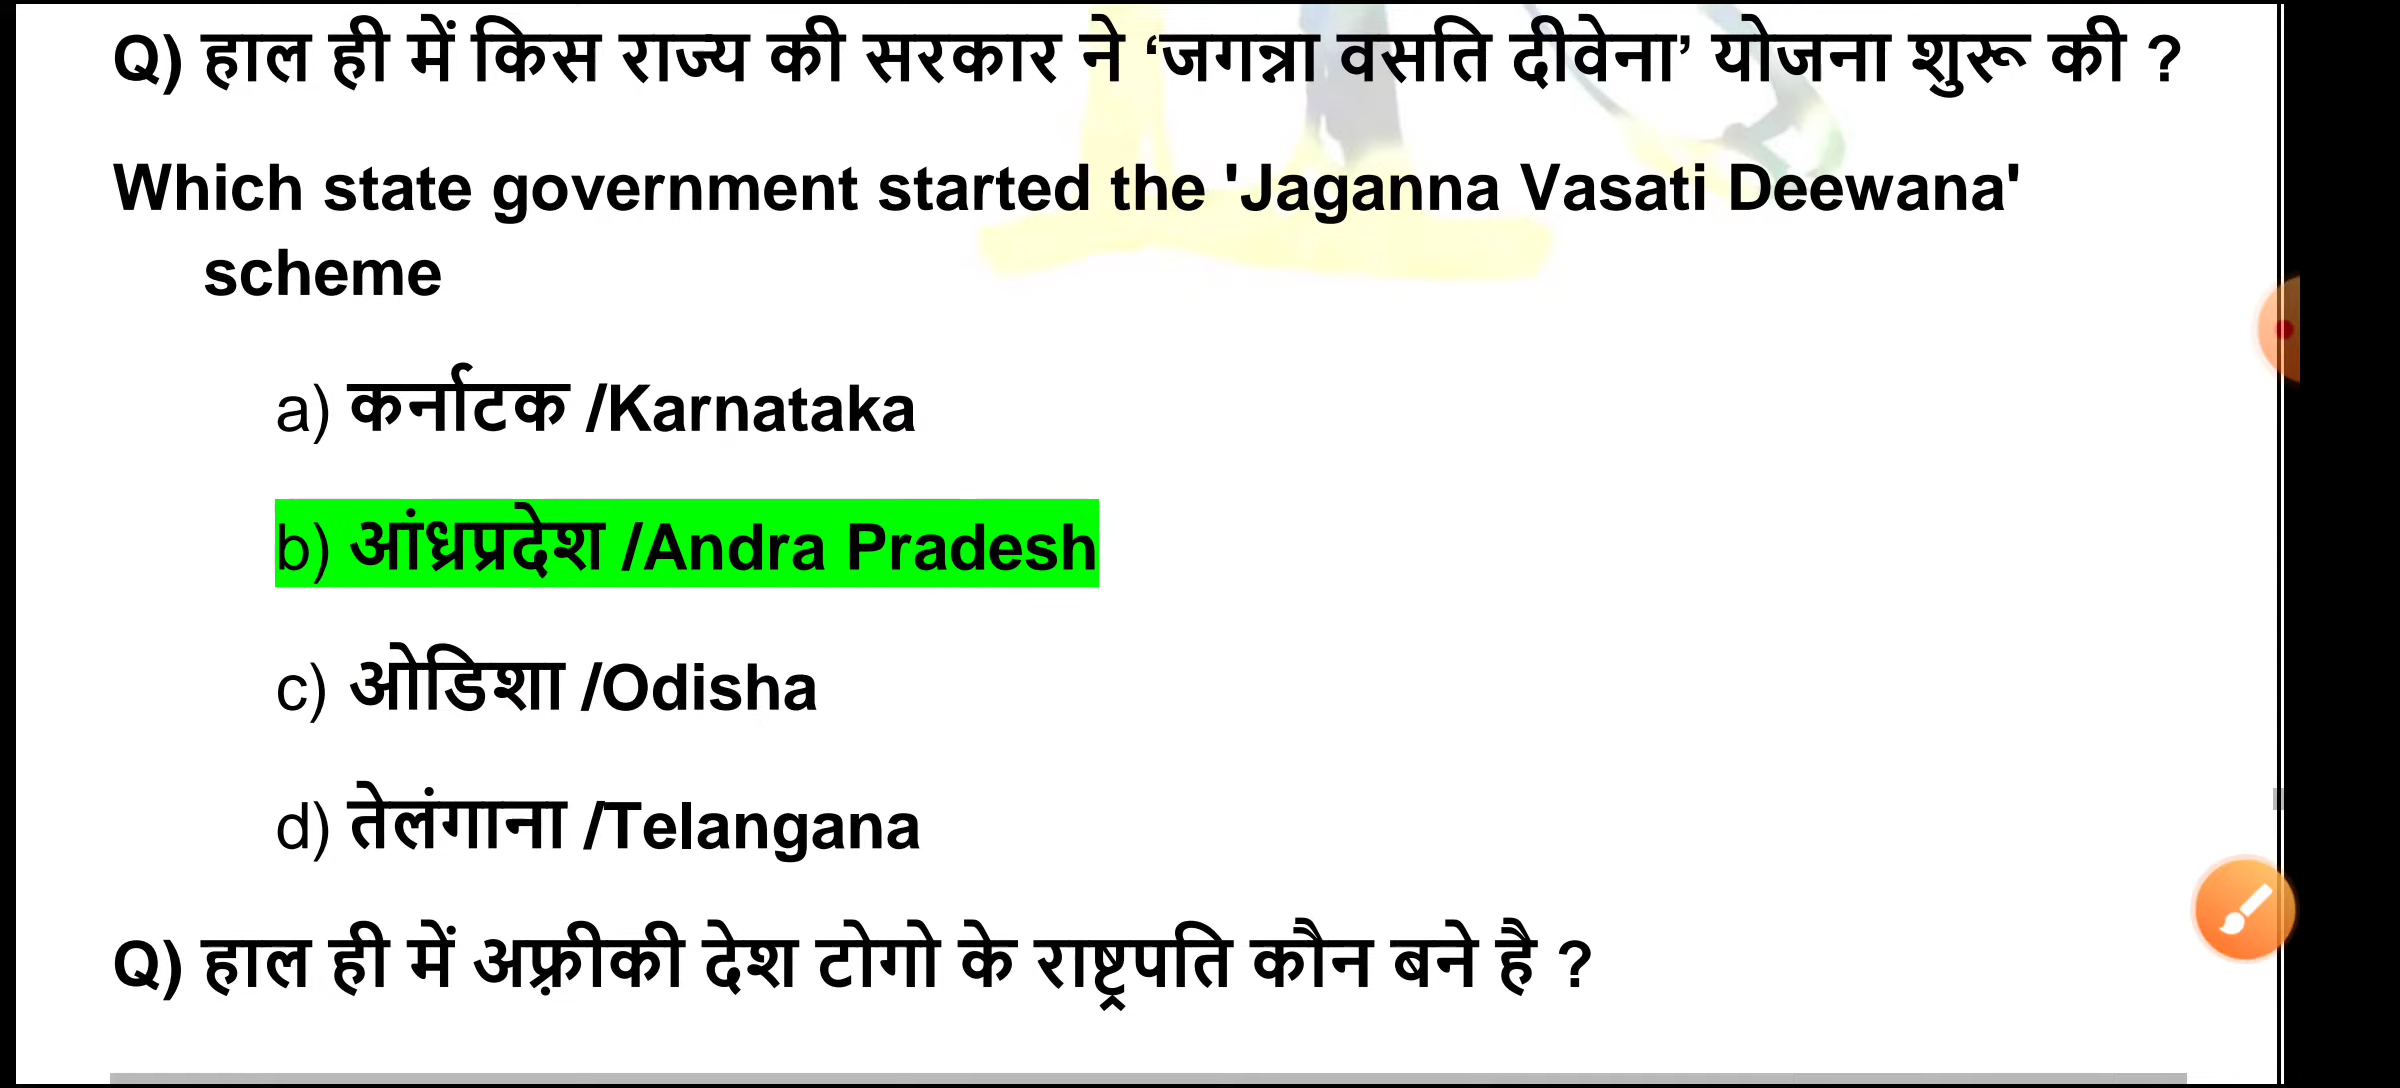 Q) हाल ही में किस राज्य की सरकार ने ‘जगन्ना वसति दीवेना’ योजना शुरू की ?
Which state government started the 'Jaganna Vasati Deewana'
scheme
a) कर्नाटक /Karnataka
b) आंध्रप्रदेश /Andra Pradesh
c) ओडिशा /Odisha
d) तेलंगाना /Telangana
Q) हाल ही में अफ़्रीकी देश टोगो के राष्ट्रपति कौन बने है ?